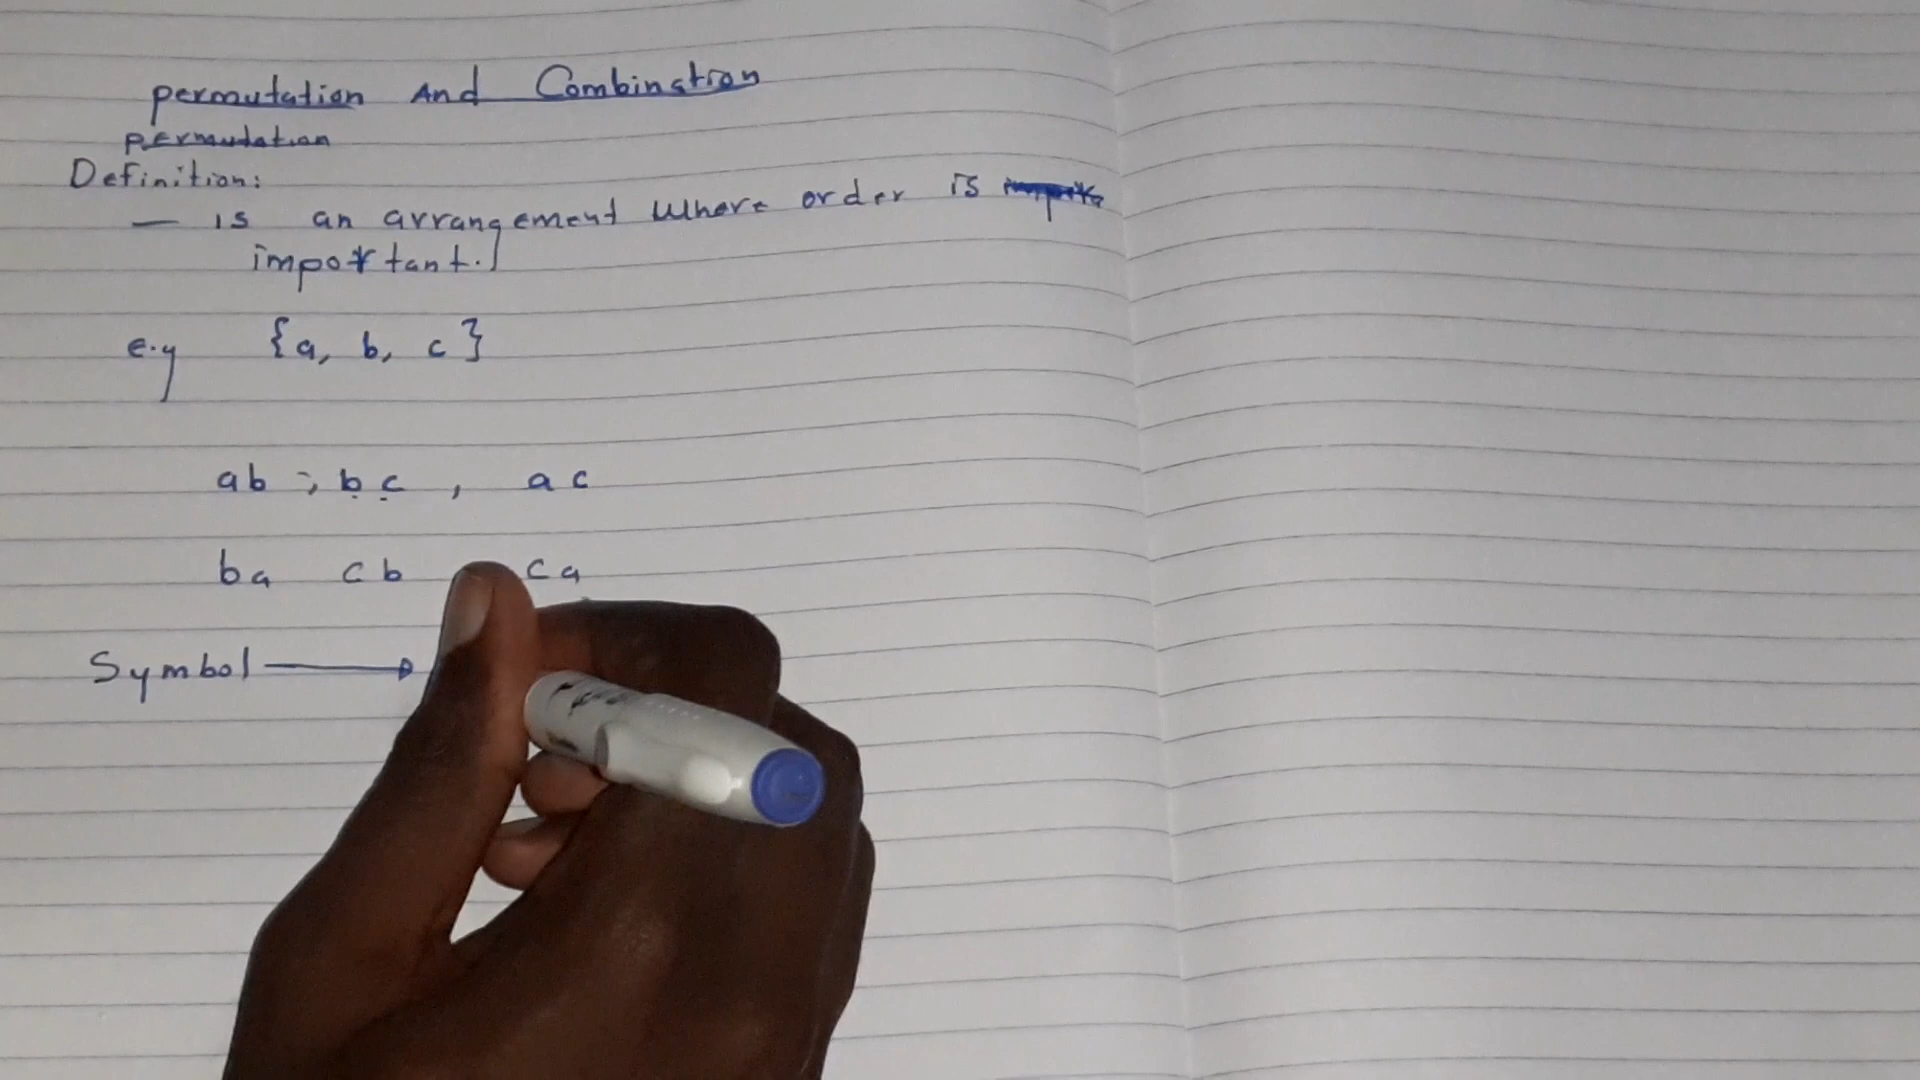 permutation And Combination
permutation
Definition:
— is an arrangement where order is
important.
e.g {a, b, c}
ab , bc , ac
ba cb ca
Symbol →